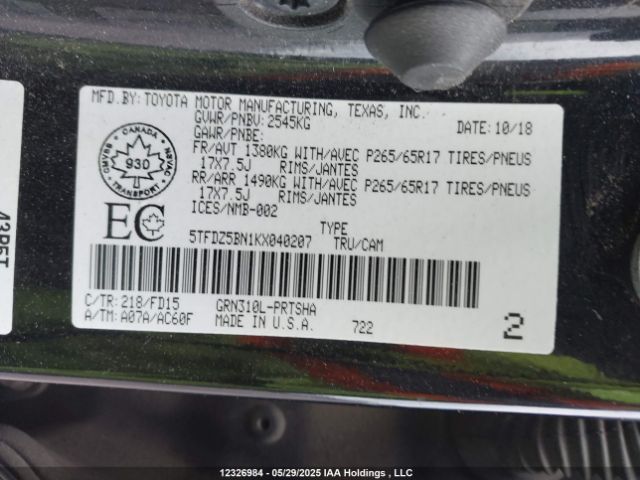 MFD.BY: TOYOTA MOTOR MANUFACTURING, TEXAS, INC.
GVWR/PNBV: 2545KG DATE: 10/18
GAWR/PNBE:
FR/AVT 1380KG WITH/AVEC P265/65R17 TIRES/PNEUS
17X7.5J RIMS/JANTES
RR/ARR 1490KG WITH/AVEC P265/65R17 TIRES/PNEUS
17X7.5J RIMS/JANTES
ICES/NMB-002
CANADA
930
TRANSPORT
EC
TYPE
5TFDZ5BN1KX040207 TRU/CAM
C/TR: 218/FD15 GRN310L-PRTSHA
A/TM: A07A/AC60F MADE IN U.S.A. 722
2
12326984 - 05/29/2025 IAA Holdings , LLC